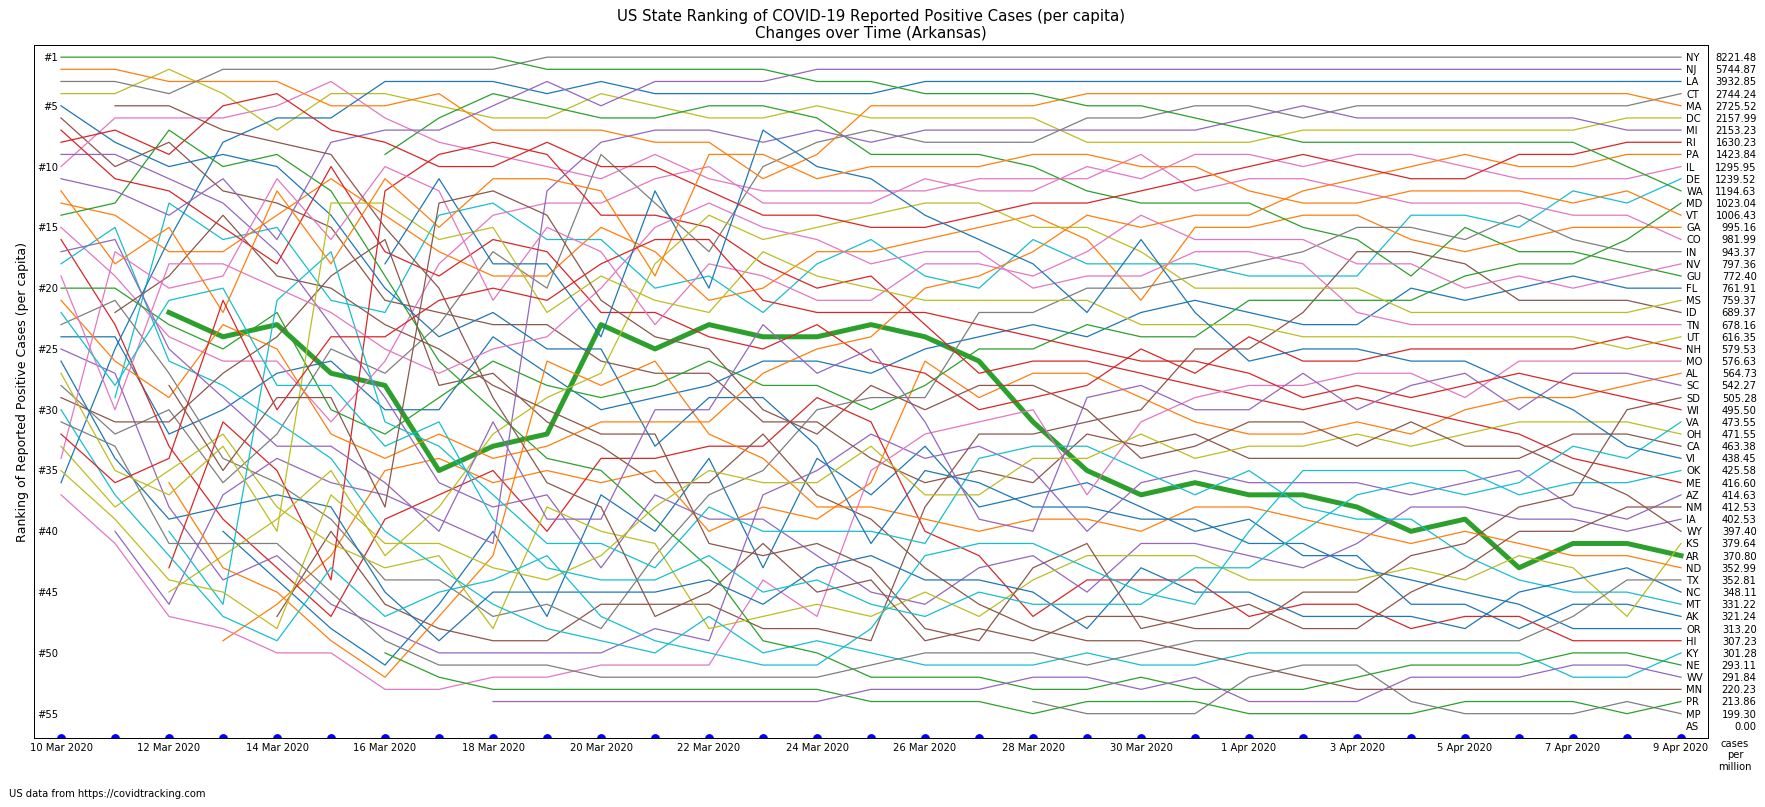 US State Ranking of COVID-19 Reported Positive Cases (per capita)
Changes over Time (Arkansas)
Ranking of Reported Positive Cases (per capita)
#1
#5
#10
#15
#20
#25
#30
#35
#40
#45
#50
#55
NY 8221.48
NJ 5744.87
LA 3932.85
CT 2744.24
MA 2725.52
DC 2157.99
MI 2153.23
RI 1630.23
PA 1423.84
IL 1295.95
DE 1239.52
WA 1194.63
MD 1023.04
VT 1006.43
GA 995.16
CO 981.99
IN 943.37
NV 797.36
GU 772.40
FL 761.91
MS 759.37
ID 689.37
TN 678.16
UT 616.35
NH 579.53
MO 576.63
AL 564.73
SC 542.27
SD 505.28
WI 495.50
VA 473.55
OH 471.55
CA 463.38
VI 438.45
OK 425.58
ME 416.60
AZ 414.63
NM 412.53
IA 402.53
WY 397.40
KS 379.64
AR 370.80
ND 352.99
TX 352.81
NC 348.11
MT 331.22
AK 321.24
OR 313.20
HI 307.23
KY 301.28
NE 293.11
WV 291.84
MN 220.23
PR 213.86
MP 199.30
AS 0.00
10 Mar 2020 12 Mar 2020 14 Mar 2020 16 Mar 2020 18 Mar 2020 20 Mar 2020 22 Mar 2020 24 Mar 2020 26 Mar 2020 28 Mar 2020 30 Mar 2020 1 Apr 2020 3 Apr 2020 5 Apr 2020 7 Apr 2020 9 Apr 2020
cases
per
million
US data from https://covidtracking.com